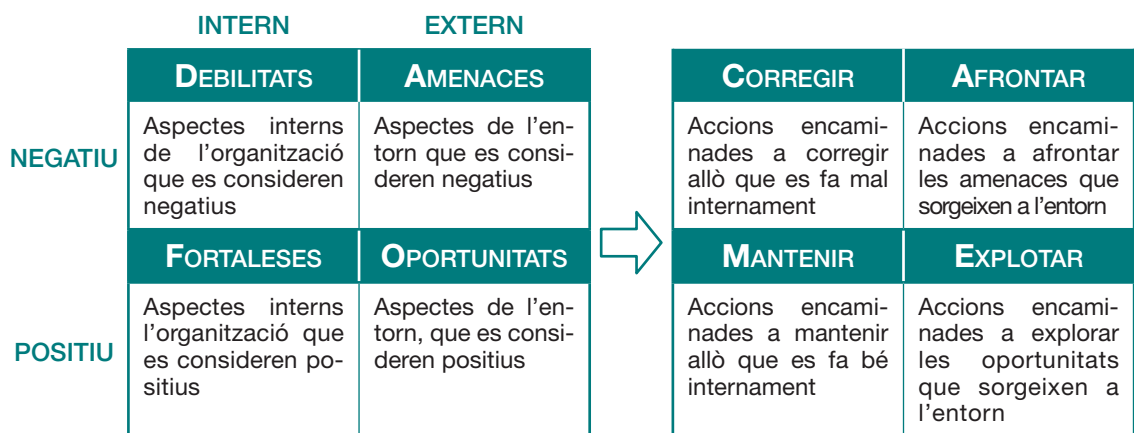 INTERN EXTERN
DEBILITATS AMENACES CORREGIR AFRONTAR
NEGATIU
Aspectes interns
de l'organització
que es consideren
negatius
Aspectes de l'en-
torn que es consi-
deren negatius
Accions encami-
nades a corregir
allò que es fa mal
internament
Accions encami-
nades a afrontar
les amenaces que
sorgeixen a l'entorn
FORTALESES OPORTUNITATS MANTENIR EXPLOTAR
POSITIU
Aspectes interns
l'organització que
es consideren po-
sitius
Aspectes de l'en-
torn, que es consi-
deren positius
Accions encami-
nades a mantenir
allò que es fa bé
internament
Accions encami-
nades a explorar
les oportunitats
que sorgeixen a
l'entorn